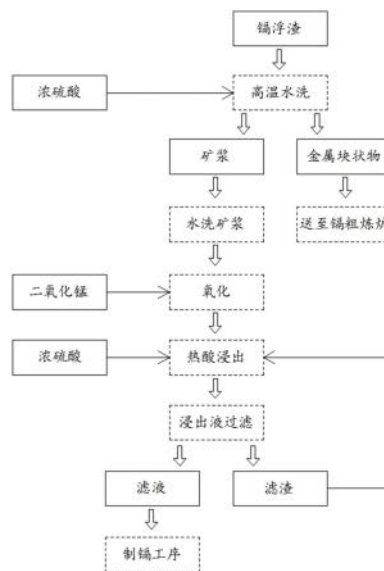 镉浮渣
浓硫酸
高温水洗
矿浆
金属块状物
水洗矿浆
送至镉粗炼炉
二氧化锰
氧化
浓硫酸
热酸浸出
浸出液过滤
滤液
滤渣
制镉工序